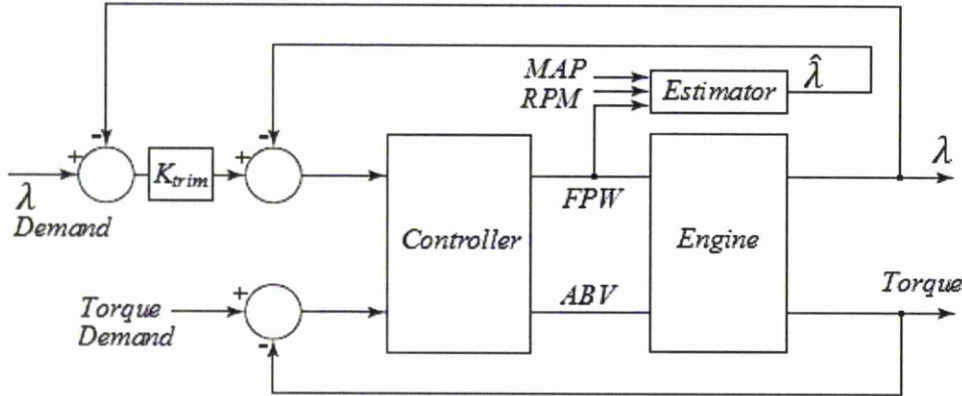 MAP
RPM
Estimator
λ̂
-
-
+
+
K_trim
λ
Demand
λ
FPW
Controller
Engine
+
Torque
Demand
-
ABV
Torque